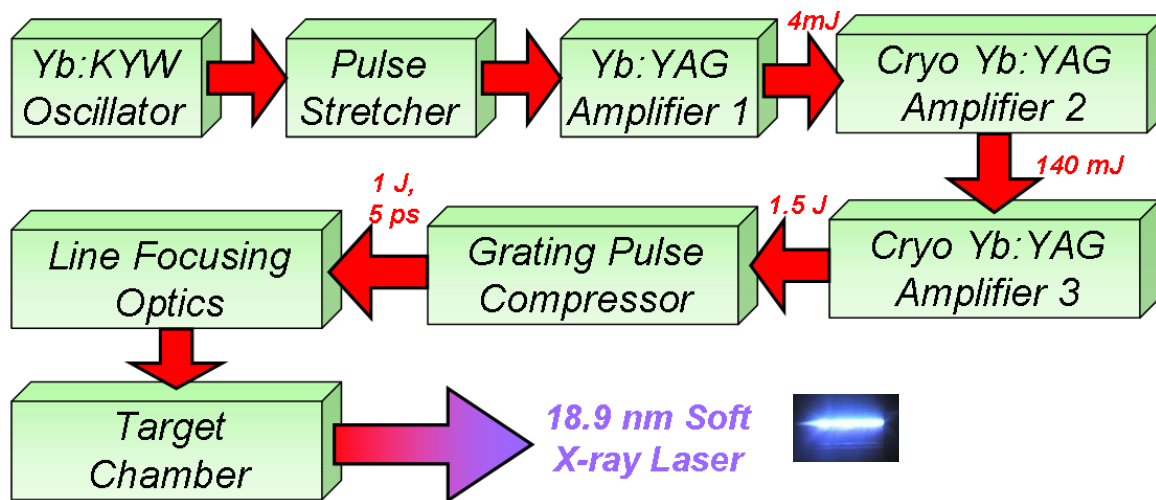 Yb:KYW
Oscillator
Pulse
Stretcher
Yb:YAG
Amplifier 1
4mJ
Cryo Yb:YAG
Amplifier 2
140 mJ
Cryo Yb:YAG
Amplifier 3
1.5 J
Grating Pulse
Compressor
1 J,
5 ps
Line Focusing
Optics
Target
Chamber
18.9 nm Soft
X-ray Laser